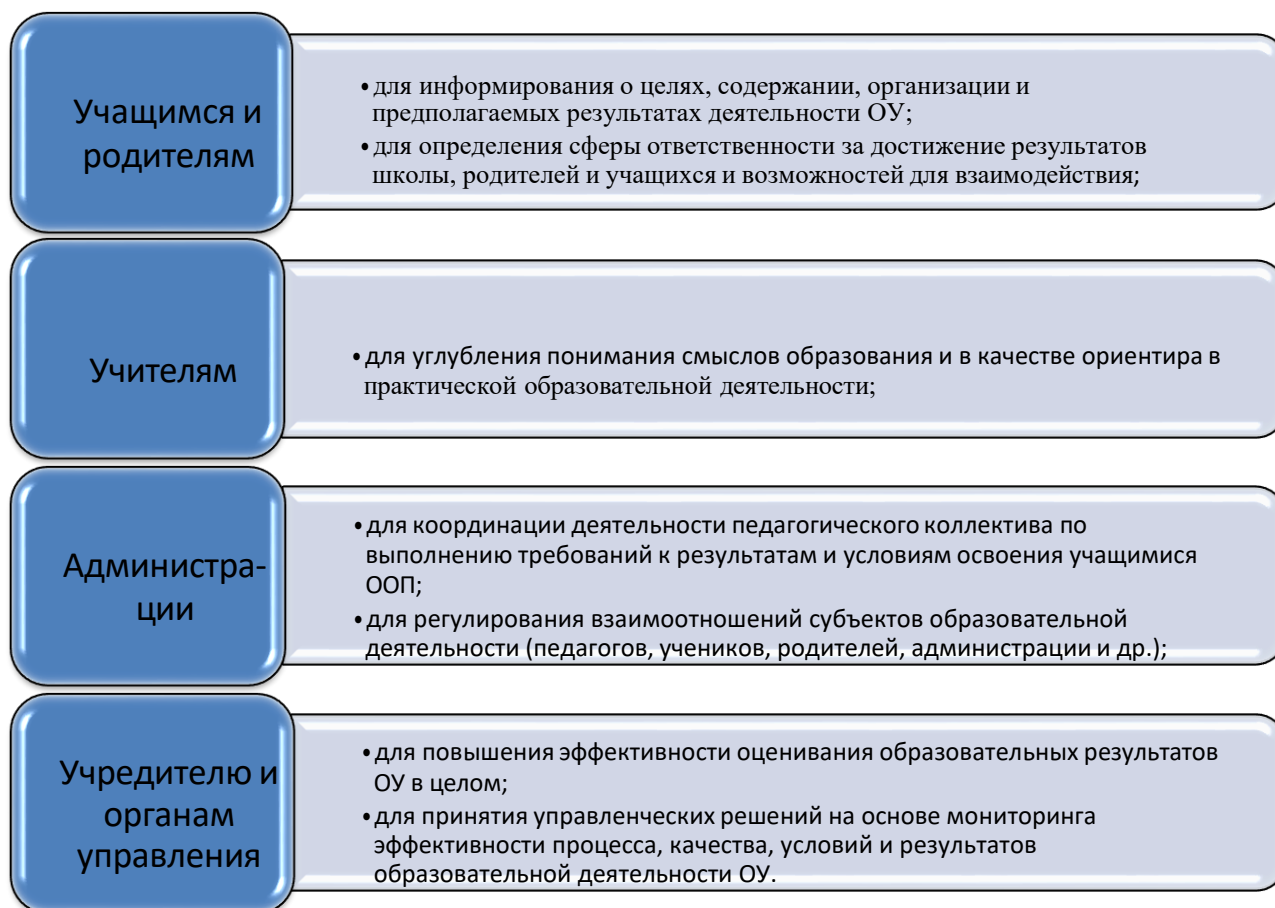 Учащимся и
родителям
• для информирования о целях, содержании, организации и
предполагаемых результатах деятельности ОУ;
• для определения сферы ответственности за достижение результатов
школы, родителей и учащихся и возможностей для взаимодействия;
Учителям
• для углубления понимания смыслов образования и в качестве ориентира в
практической образовательной деятельности;
Администра-
ции
• для координации деятельности педагогического коллектива по
выполнению требований к результатам и условиям освоения учащимися
ООП;
• для регулирования взаимоотношений субъектов образовательной
деятельности (педагогов, учеников, родителей, администрации и др.);
Учредителю и
органам
управления
• для повышения эффективности оценивания образовательных результатов
ОУ в целом;
• для принятия управленческих решений на основе мониторинга
эффективности процесса, качества, условий и результатов
образовательной деятельности ОУ.